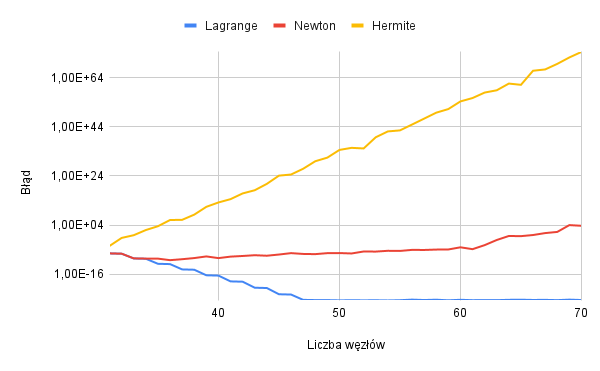 Lagrange Newton Hermite
1,00E+64
1,00E+44
1,00E+24
1,00E+04
1,00E-16
Błąd
40 50 60 70
Liczba węzłów